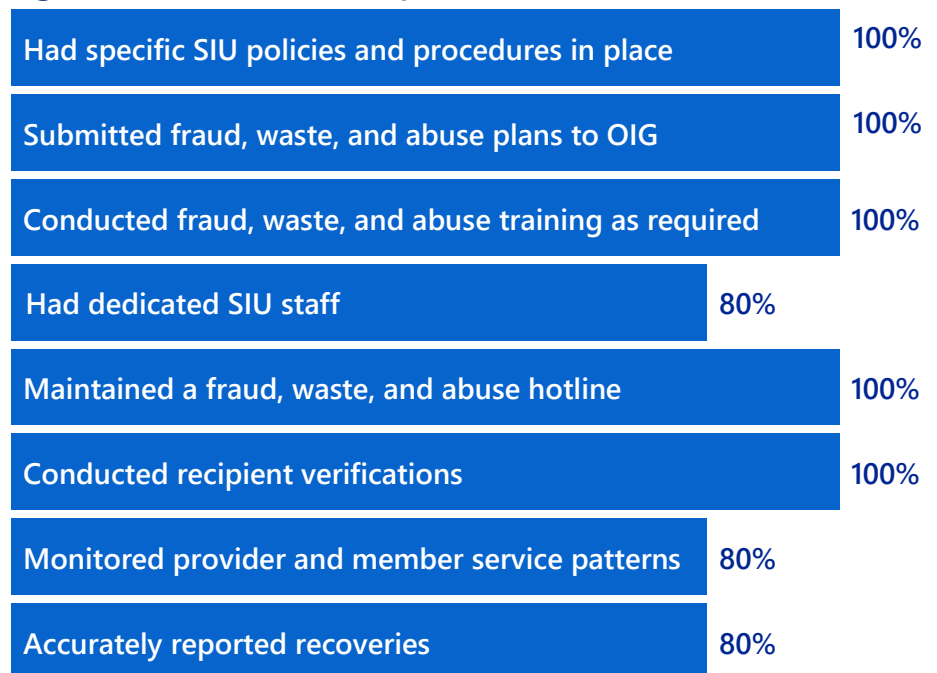 Had specific SIU policies and procedures in place 100%
Submitted fraud, waste, and abuse plans to OIG 100%
Conducted fraud, waste, and abuse training as required 100%
Had dedicated SIU staff 80%
Maintained a fraud, waste, and abuse hotline 100%
Conducted recipient verifications 100%
Monitored provider and member service patterns 80%
Accurately reported recoveries 80%